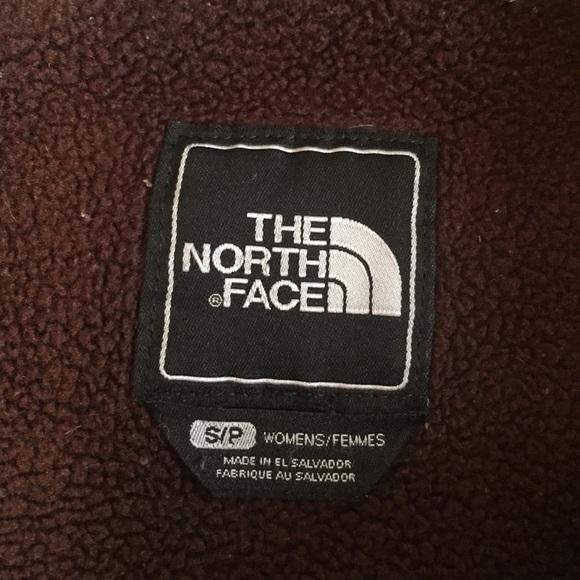 THE
NORTH
® FACE
S/P WOMENS/FEMMES
MADE IN EL SALVADOR
FABRIQUE AU SALVADOR